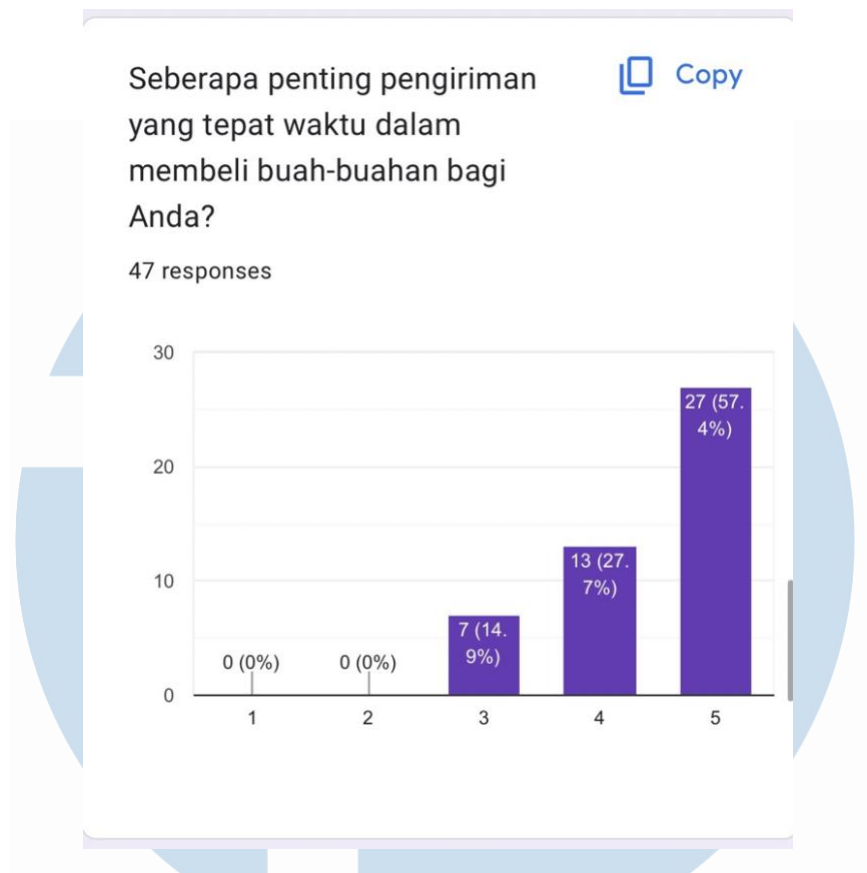 Seberapa penting pengiriman
Copy
yang tepat waktu dalam
membeli buah-buahan bagi
Anda?
47 responses
30
27 (57.
4%)
20
13 (27.
7%)
10
7 (14.
9%)
0 (0%)
0 (0%)
0
1
2
3
4
5